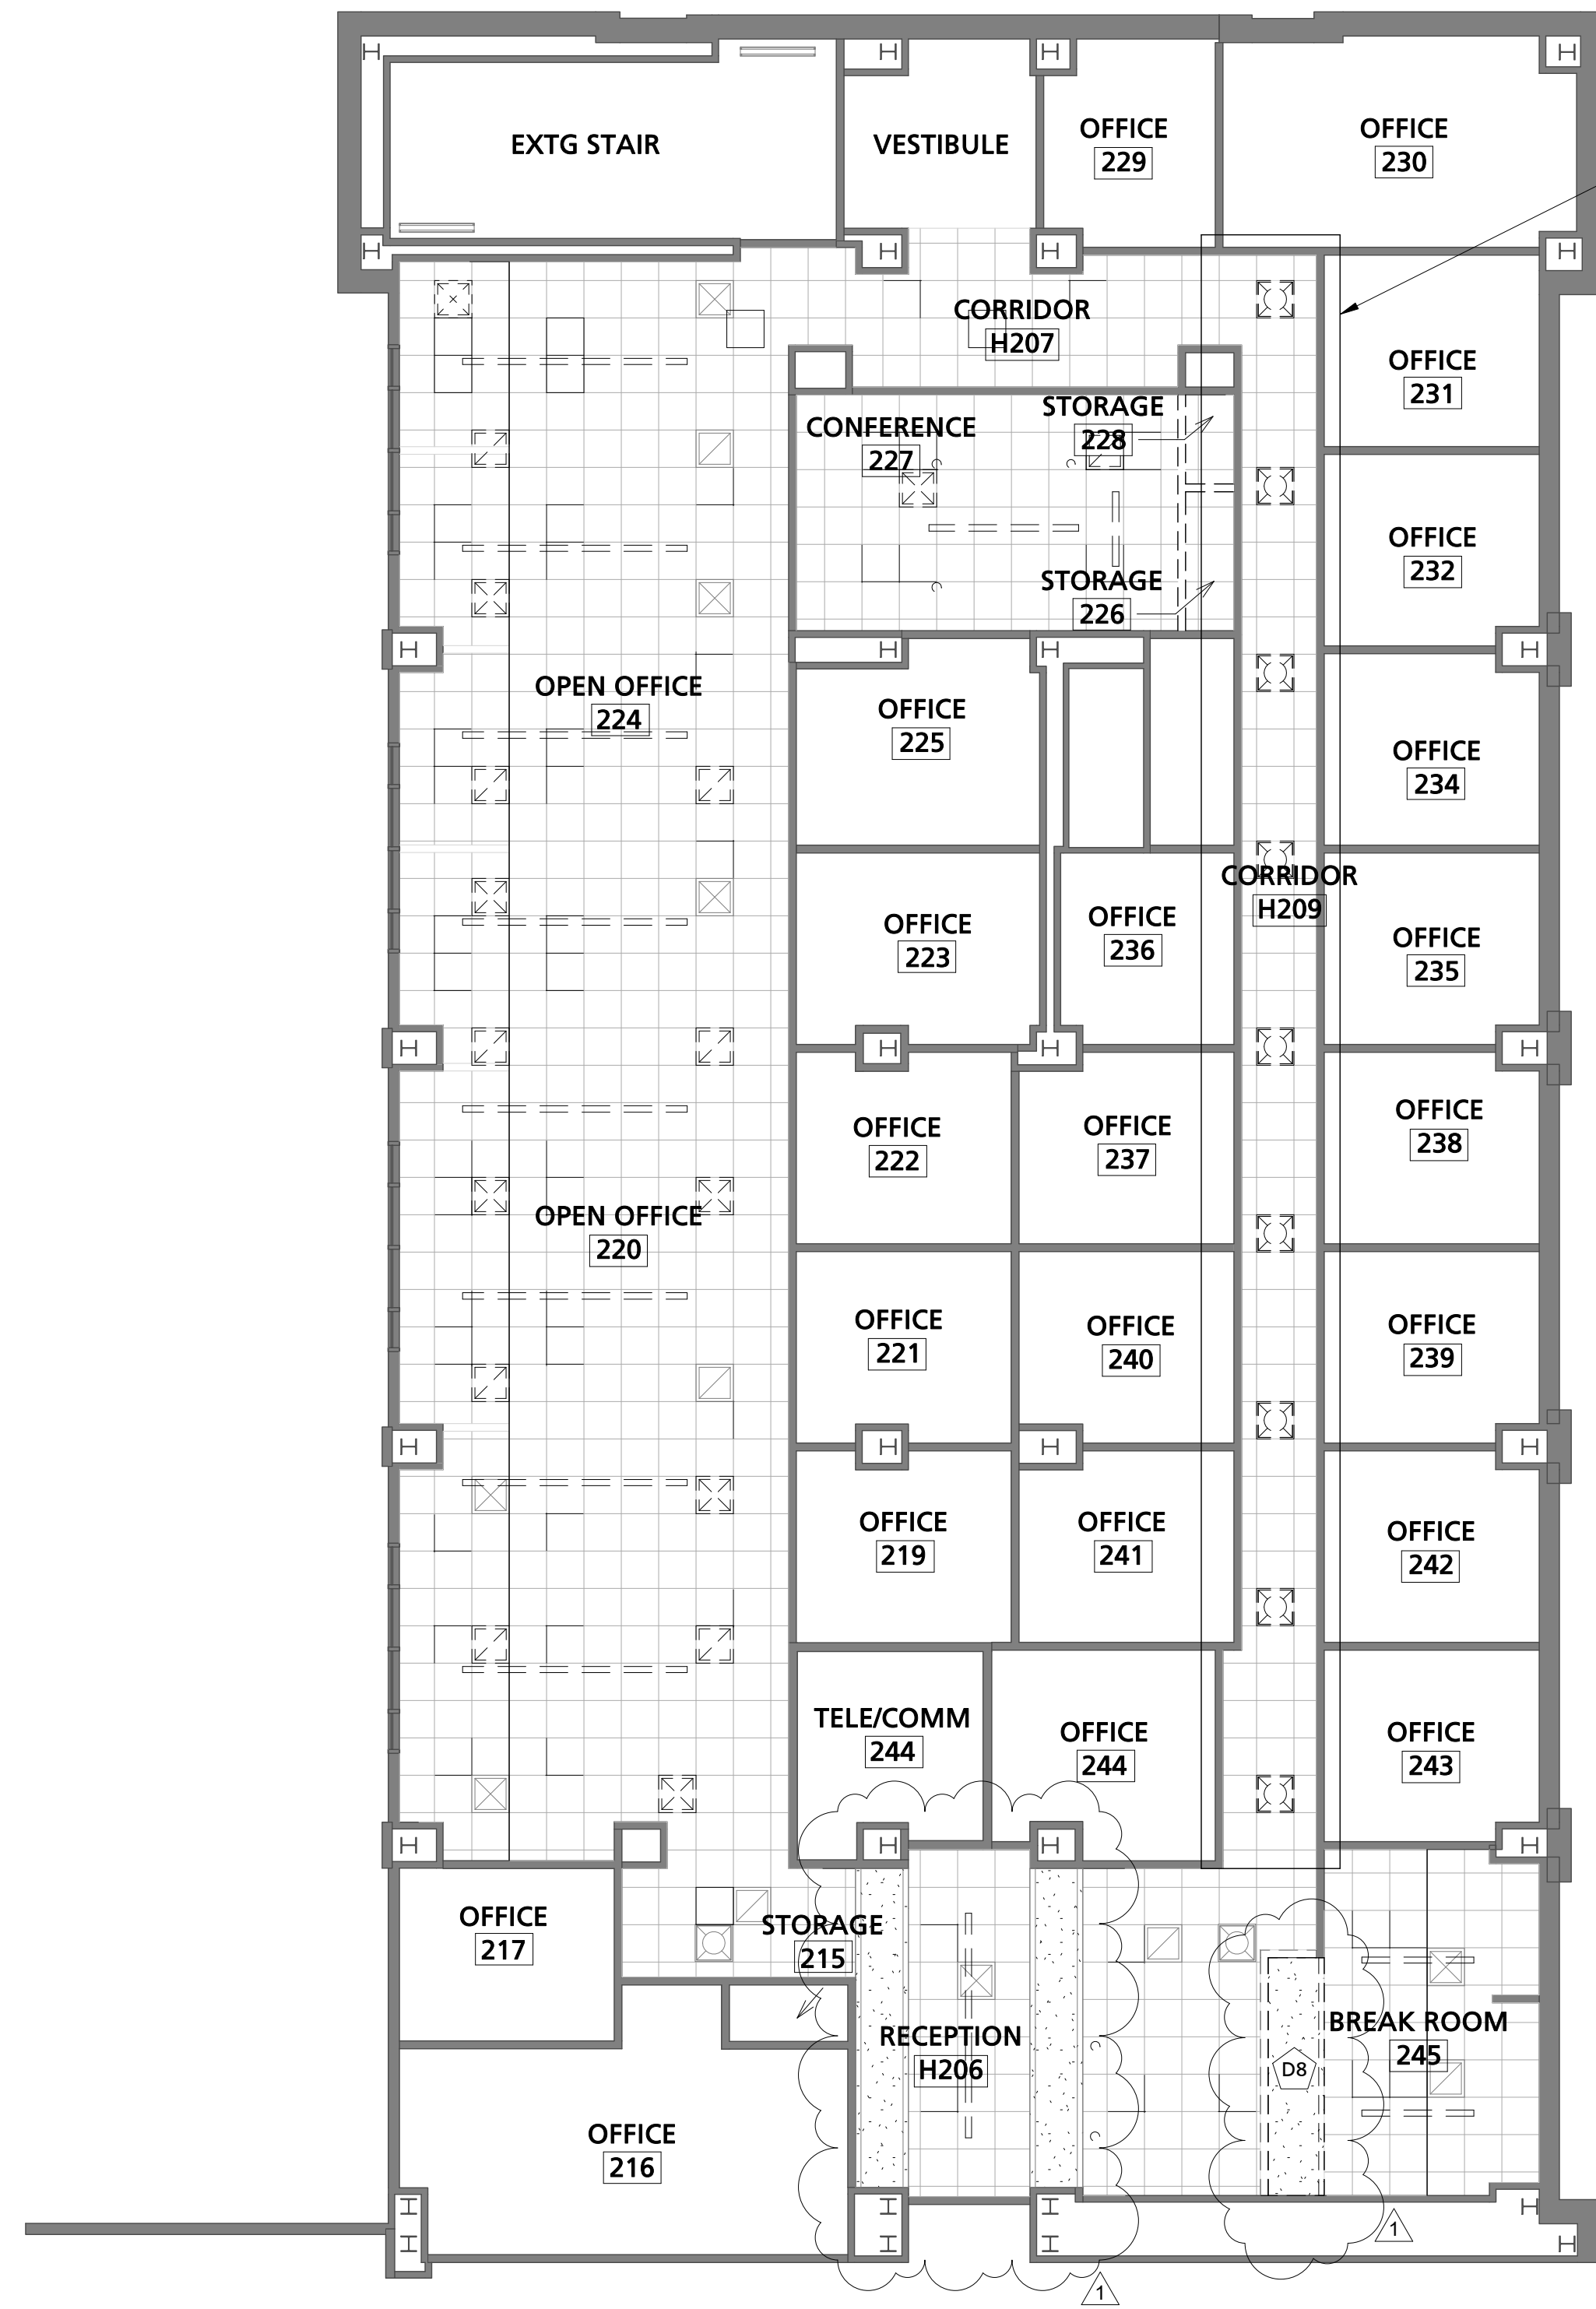 EXTG STAIR
VESTIBULE
OFFICE
229
OFFICE
230
CORRIDOR
H207
OFFICE
231
CONFERENCE
227
STORAGE
228
OFFICE
232
STORAGE
226
OPEN OFFICE
224
OFFICE
225
OFFICE
234
CORRIDOR
H209
OFFICE
223
OFFICE
236
OFFICE
235
OFFICE
222
OFFICE
237
OFFICE
238
OPEN OFFICE
220
OFFICE
221
OFFICE
240
OFFICE
239
OFFICE
219
OFFICE
241
OFFICE
242
TELE/COMM
244
OFFICE
244
OFFICE
243
OFFICE
217
STORAGE
215
RECEPTION
H206
BREAK ROOM
245
D8
OFFICE
216
1
1